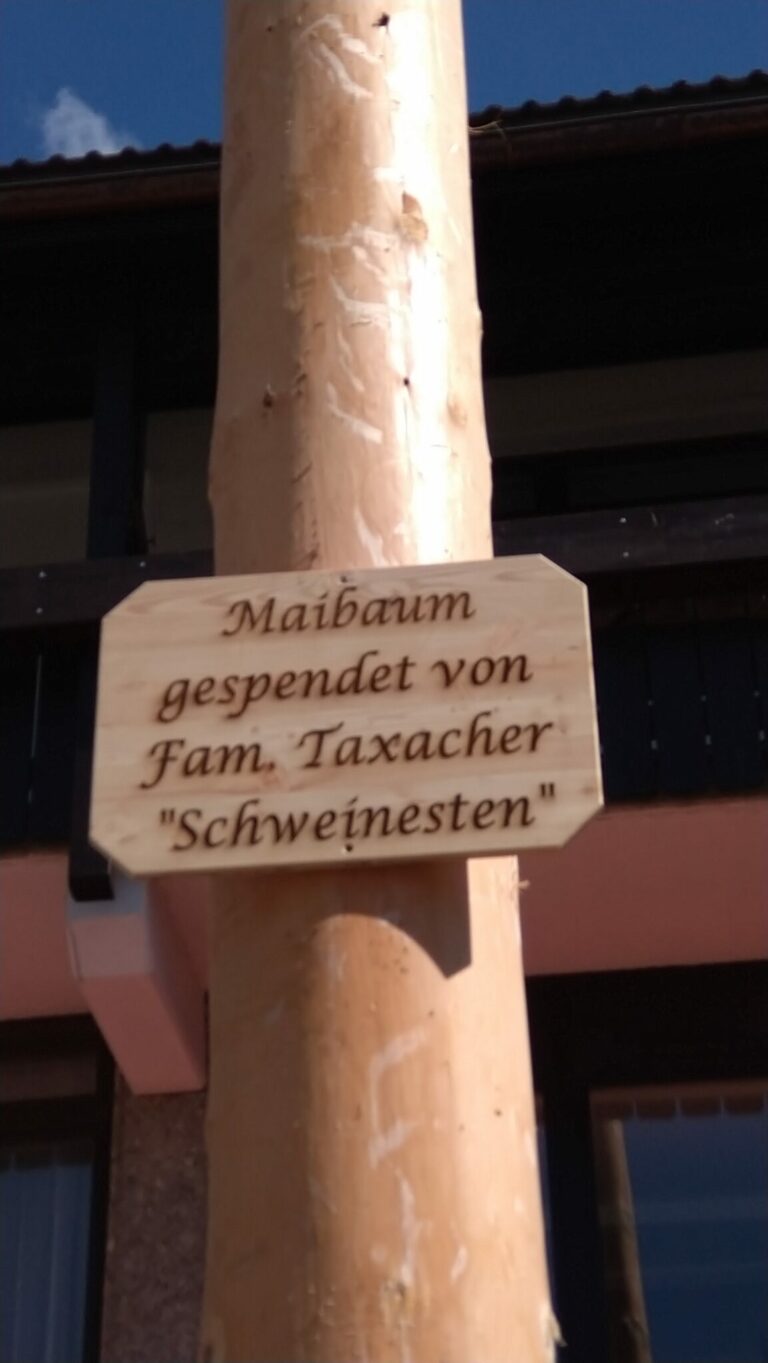 Maibaum
gespendet von
Fam. Taxacher
"Schweinesten"